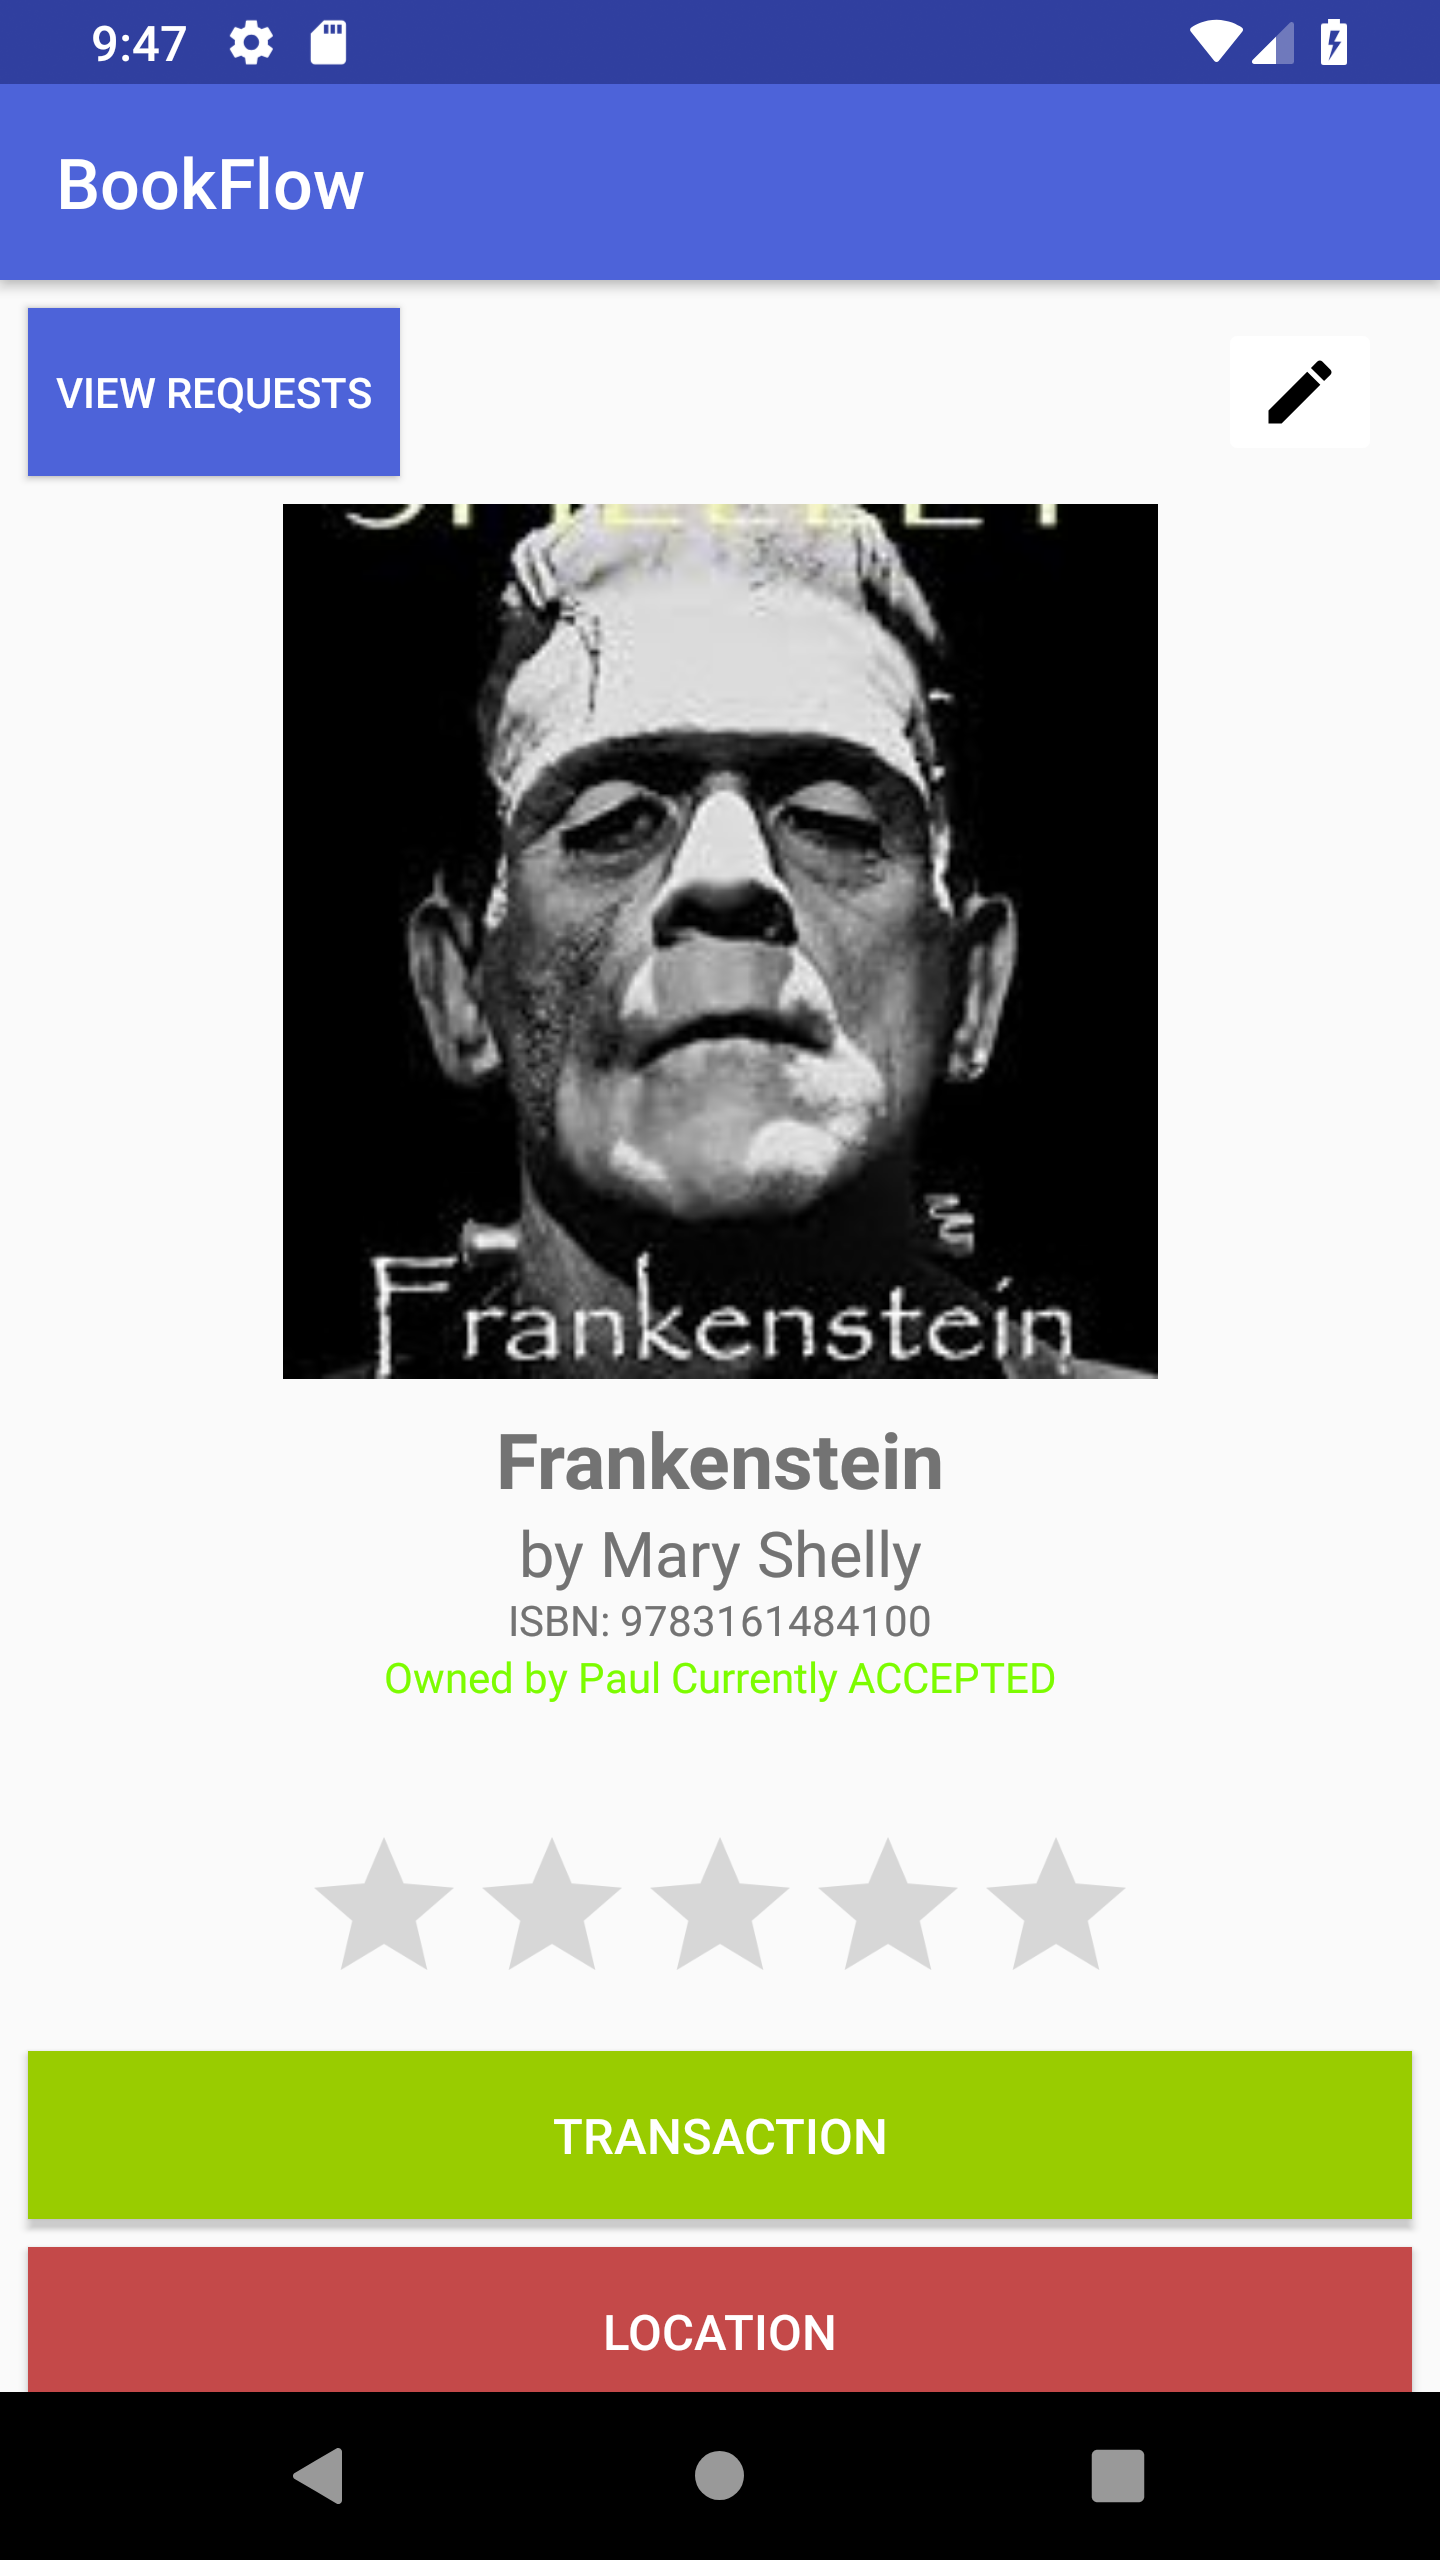 9:47
BookFlow
VIEW REQUESTS
Frankenstein
Frankenstein
by Mary Shelly
ISBN: 9783161484100
Owned by Paul Currently ACCEPTED
TRANSACTION
LOCATION